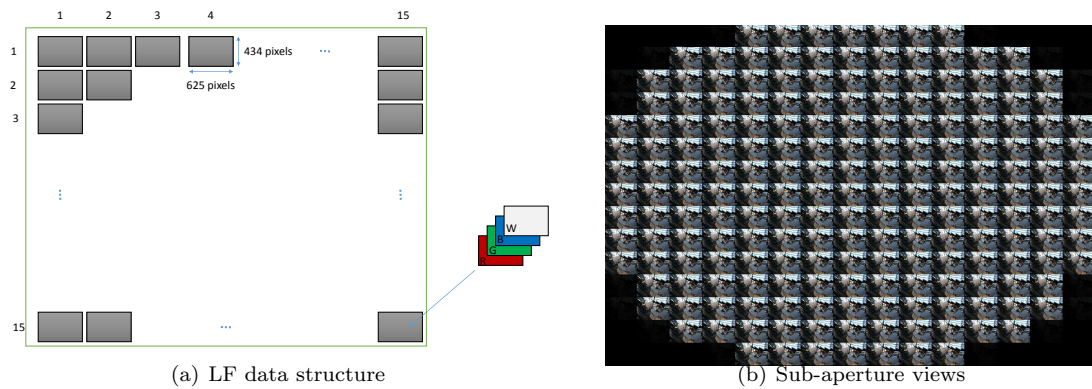 1 2 3 4 15
1
434 pixels
...
2
625 pixels
3
...
...
W
B
G
R
15
...
(a) LF data structure
(b) Sub-aperture views